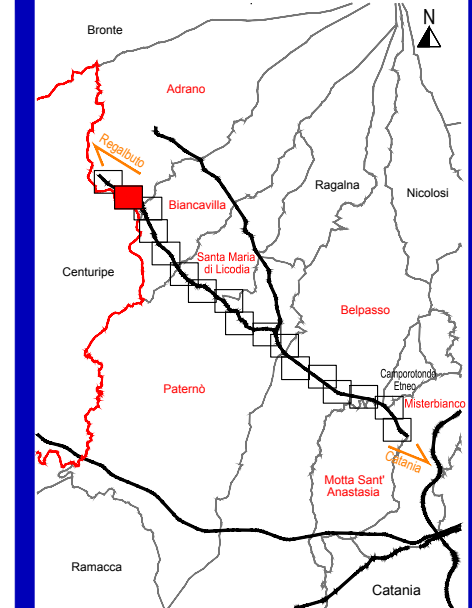 N
Bronte
Adrano
Regalbuto
Ragalna
Nicolosi
Biancavilla
Santa Maria
di Licodia
Centuripe
Belpasso
Camporotondo
Etneo
Paternò
Misterbianco
Catania
Motta Sant'
Anastasia
Ramacca
Catania